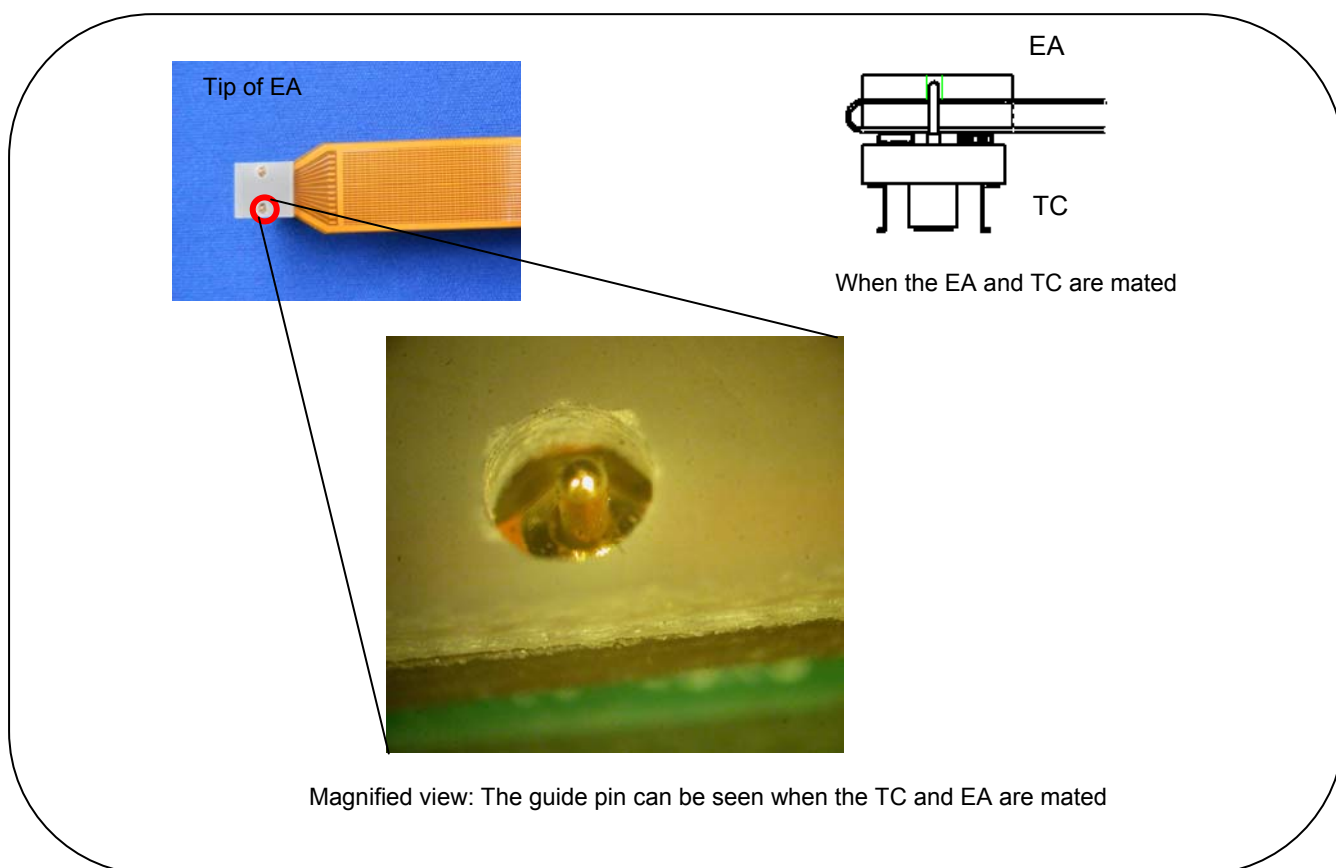 Tip of EA
EA
TC
When the EA and TC are mated
Magnified view: The guide pin can be seen when the TC and EA are mated